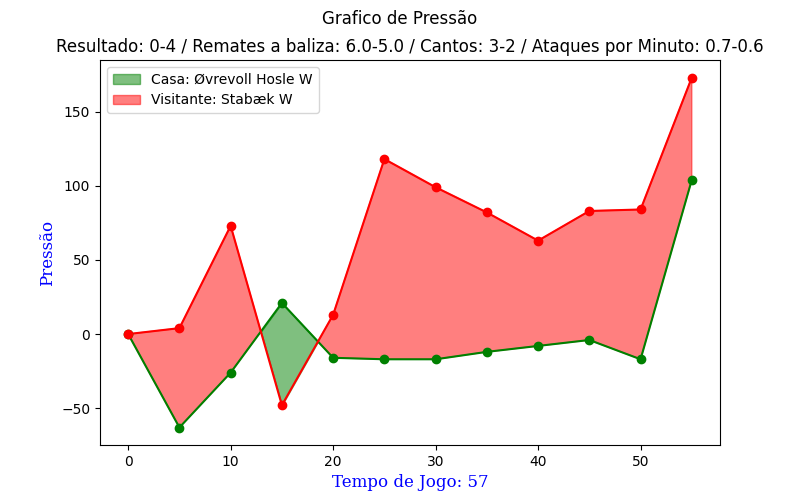 Grafico de Pressão
Resultado: 0-4 / Remates a baliza: 6.0-5.0 / Cantos: 3-2 / Ataques por Minuto: 0.7-0.6
Casa: Øvrevoll Hosle W
Visitante: Stabæk W
150
100
50
0
−50
Pressão
0 10 20 30 40 50
Tempo de Jogo: 57